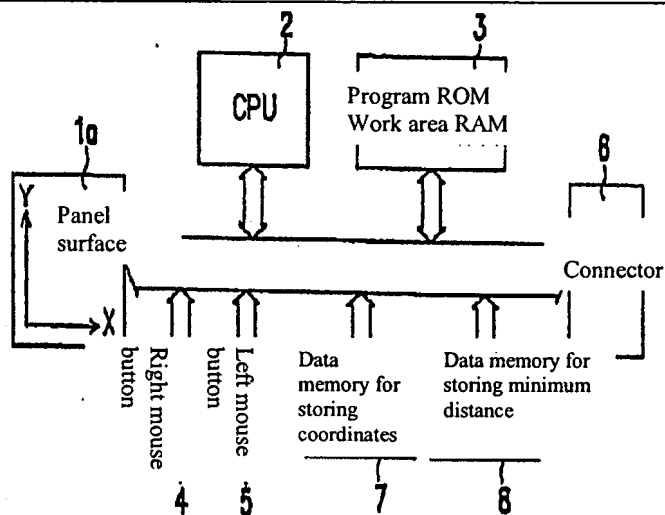 2
3
CPU
Program ROM
Work area RAM
1a
6
Y
Panel
surface
X
Connector
Right mouse
button
Left mouse
button
Data
memory for
storing
coordinates
Data memory for
storing minimum
distance
4
5
7
8